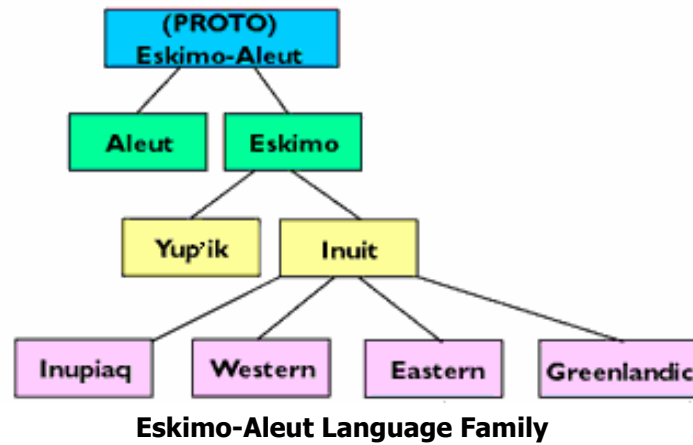 (PROTO)
Eskimo-Aleut
Aleut
Eskimo
Yup'ik
Inuit
Inupiaq
Western
Eastern
Greenlandic
Eskimo-Aleut Language Family